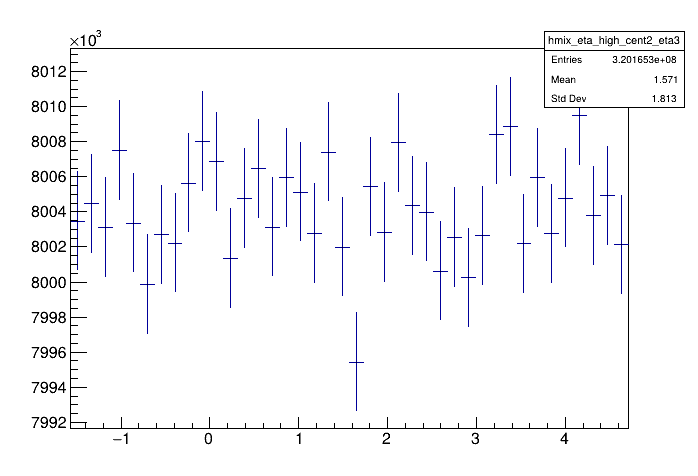 ×10³
hmix_eta_high_cent2_eta3
Entries 3.201653e+08
Mean 1.571
Std Dev 1.813
8012
8010
8008
8006
8004
8002
8000
7998
7996
7994
7992
−1 0 1 2 3 4